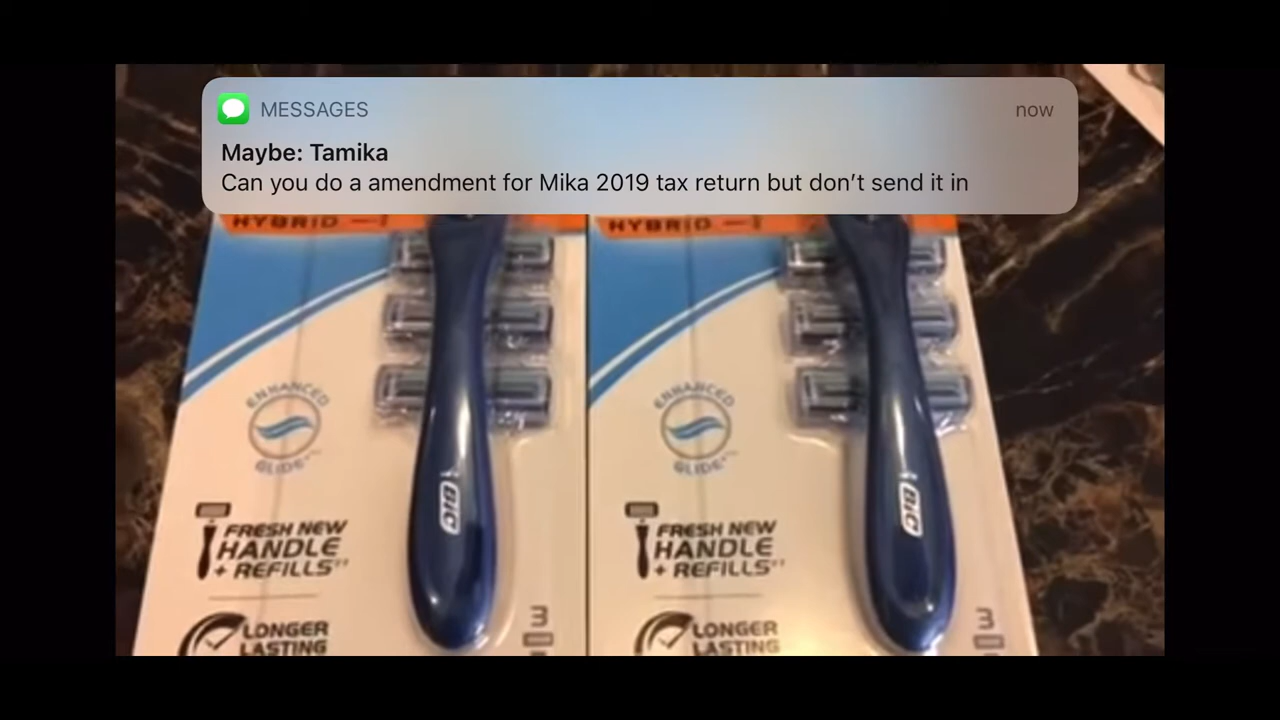 MESSAGES now
Maybe: Tamika
Can you do a amendment for Mika 2019 tax return but don’t send it in
HYBRID HYBRID
ENHANCED ENHANCED
GLIDE GLIDE
BIC BIC
FRESH NEW FRESH NEW
HANDLE HANDLE
+ REFILLS + REFILLS
3 3
LONGER LONGER
LASTING LASTING